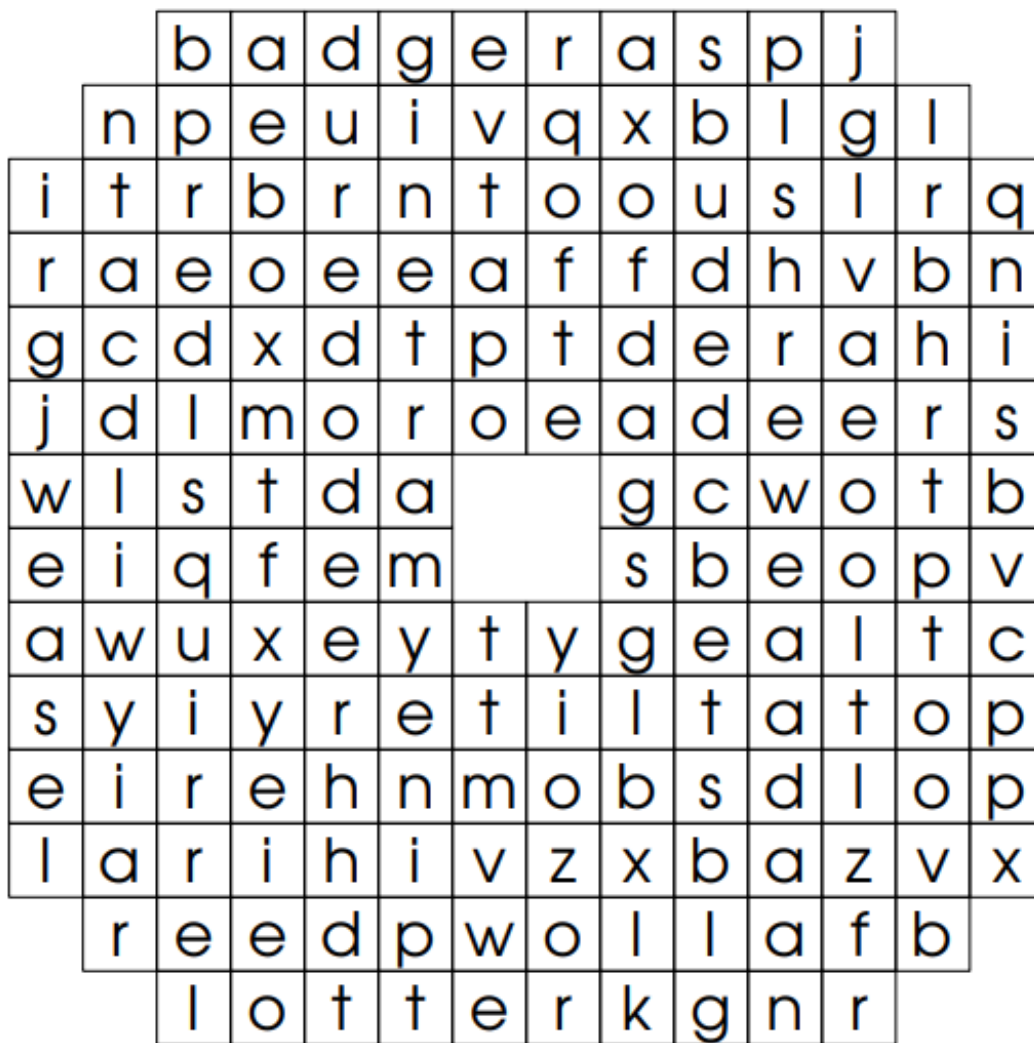 b a d g e r a s p j
n p e u i v q x b l g l
i t r b r n t o o u s l r q
r a e o e e a f f d h v b n
g c d x d t p t d e r a h i
j d l m o r o e a d e e r s
w l s t d a g c w o t b
e i q f e m s b e o p v
a w u x e y t y g e a l t c
s y i y r e t i l t a t o p
e i r e h n m o b s d l o p
l a r i h i v z x b a z v x
r e e d p w o l l a f b
l o t t e r k g n r